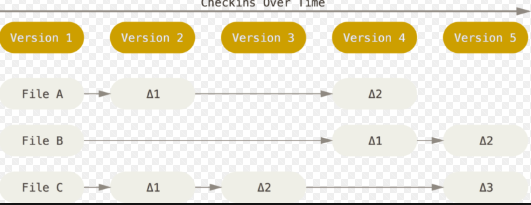 Checkins Over Time
Version 1 Version 2 Version 3 Version 4 Version 5
File A Δ1 Δ2
File B Δ1 Δ2
File C Δ1 Δ2 Δ3